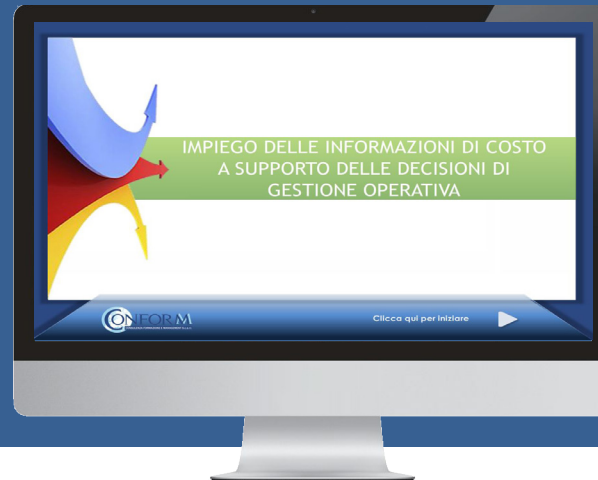 IMPIEGO DELLE INFORMAZIONI DI COSTO
A SUPPORTO DELLE DECISIONI DI
GESTIONE OPERATIVA
CONFORM
Clicca qui per iniziare